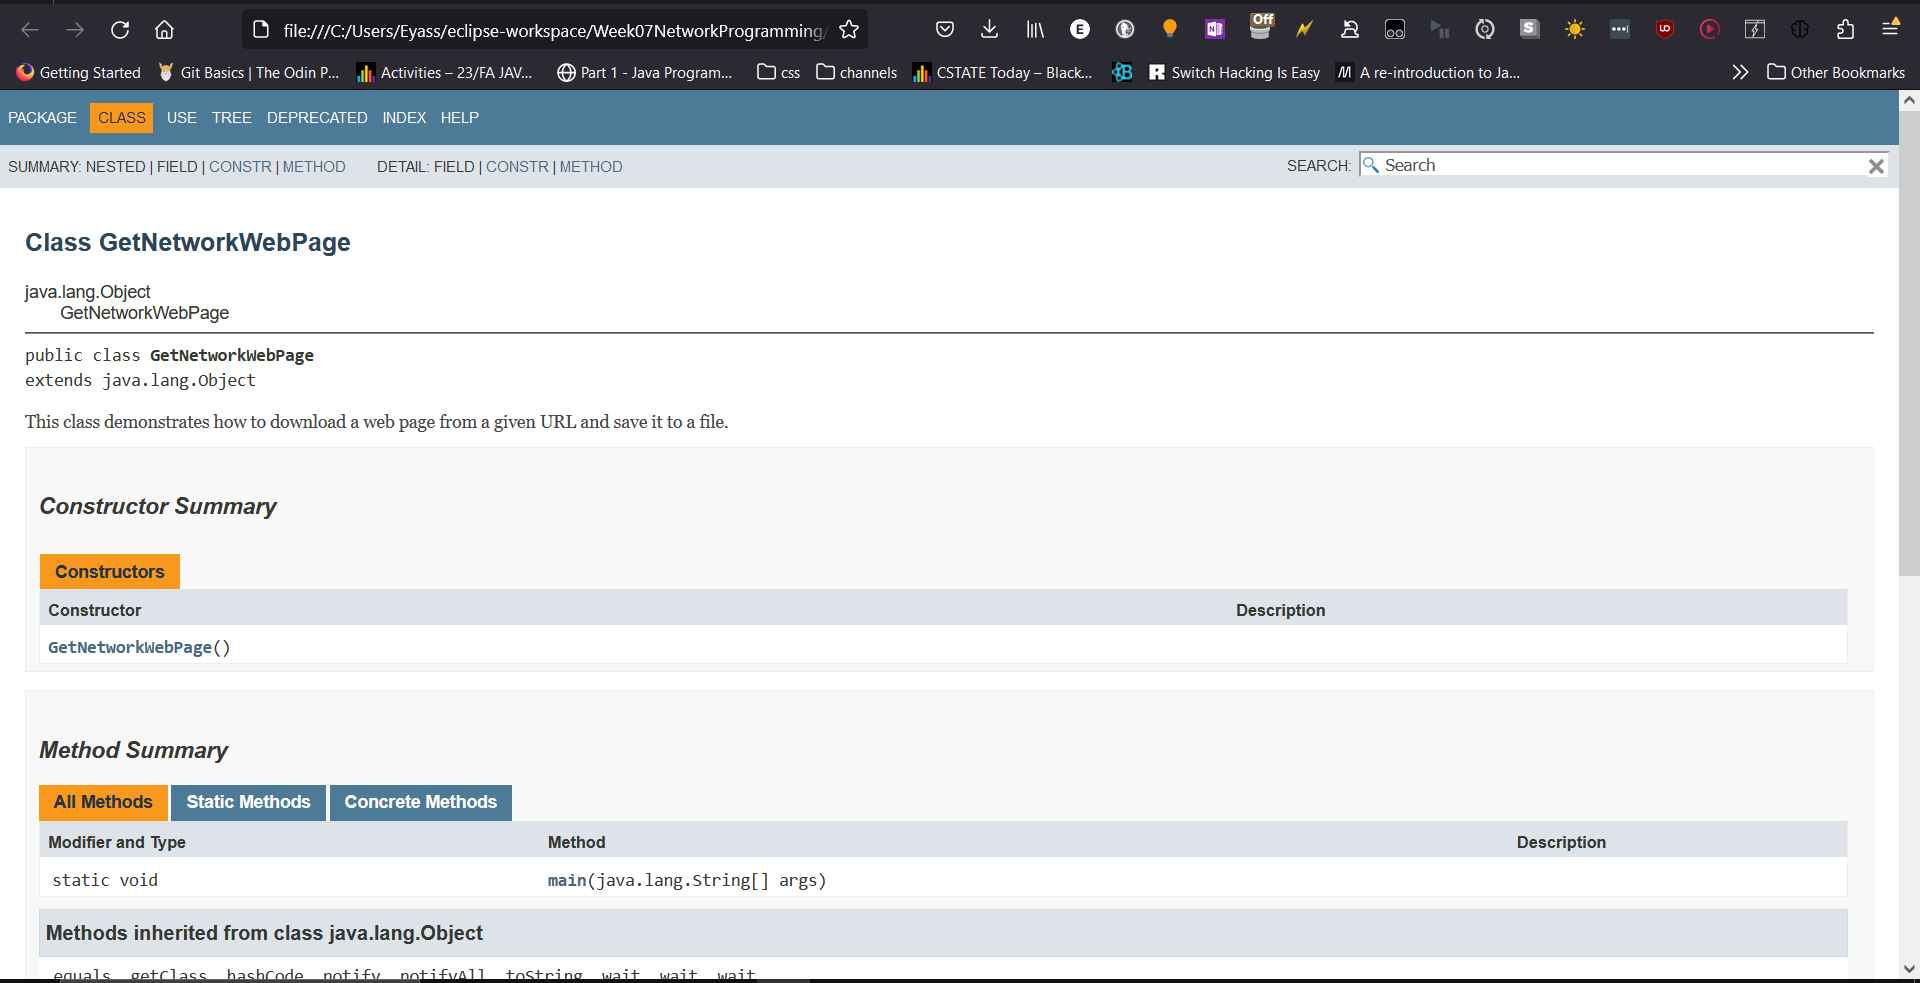 file:///C:/Users/Eyass/eclipse-workspace/Week07NetworkProgramming/
Off
Getting Started
Git Basics | The Odin P...
Activities – 23/FA JAV...
Part 1 - Java Program...
css
channels
CSTATE Today – Black...
Switch Hacking Is Easy
A re-introduction to Ja...
Other Bookmarks
PACKAGE CLASS USE TREE DEPRECATED INDEX HELP
SUMMARY: NESTED | FIELD | CONSTR | METHOD DETAIL: FIELD | CONSTR | METHOD
SEARCH: Search
Class GetNetworkWebPage
java.lang.Object
GetNetworkWebPage
public class GetNetworkWebPage
extends java.lang.Object
This class demonstrates how to download a web page from a given URL and save it to a file.
Constructor Summary
Constructors
Constructor Description
GetNetworkWebPage()
Method Summary
All Methods Static Methods Concrete Methods
Modifier and Type Method Description
static void main(java.lang.String[] args)
Methods inherited from class java.lang.Object
equals, getClass, hashCode, notify, notifyAll, toString, wait, wait, wait